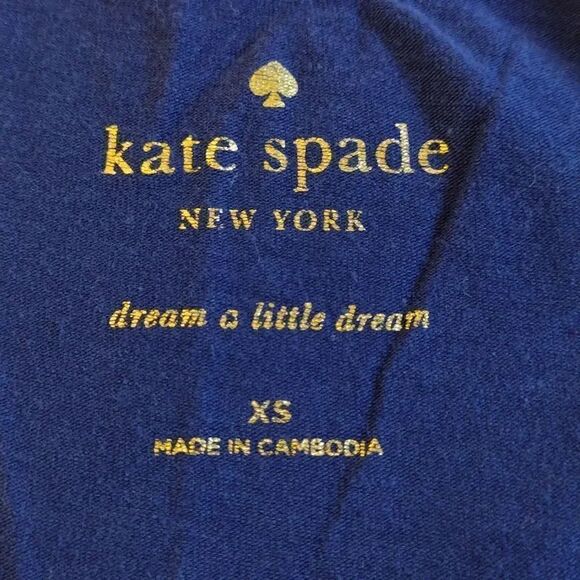 kate spade
NEW YORK
dream a little dream
XS
MADE IN CAMBODIA